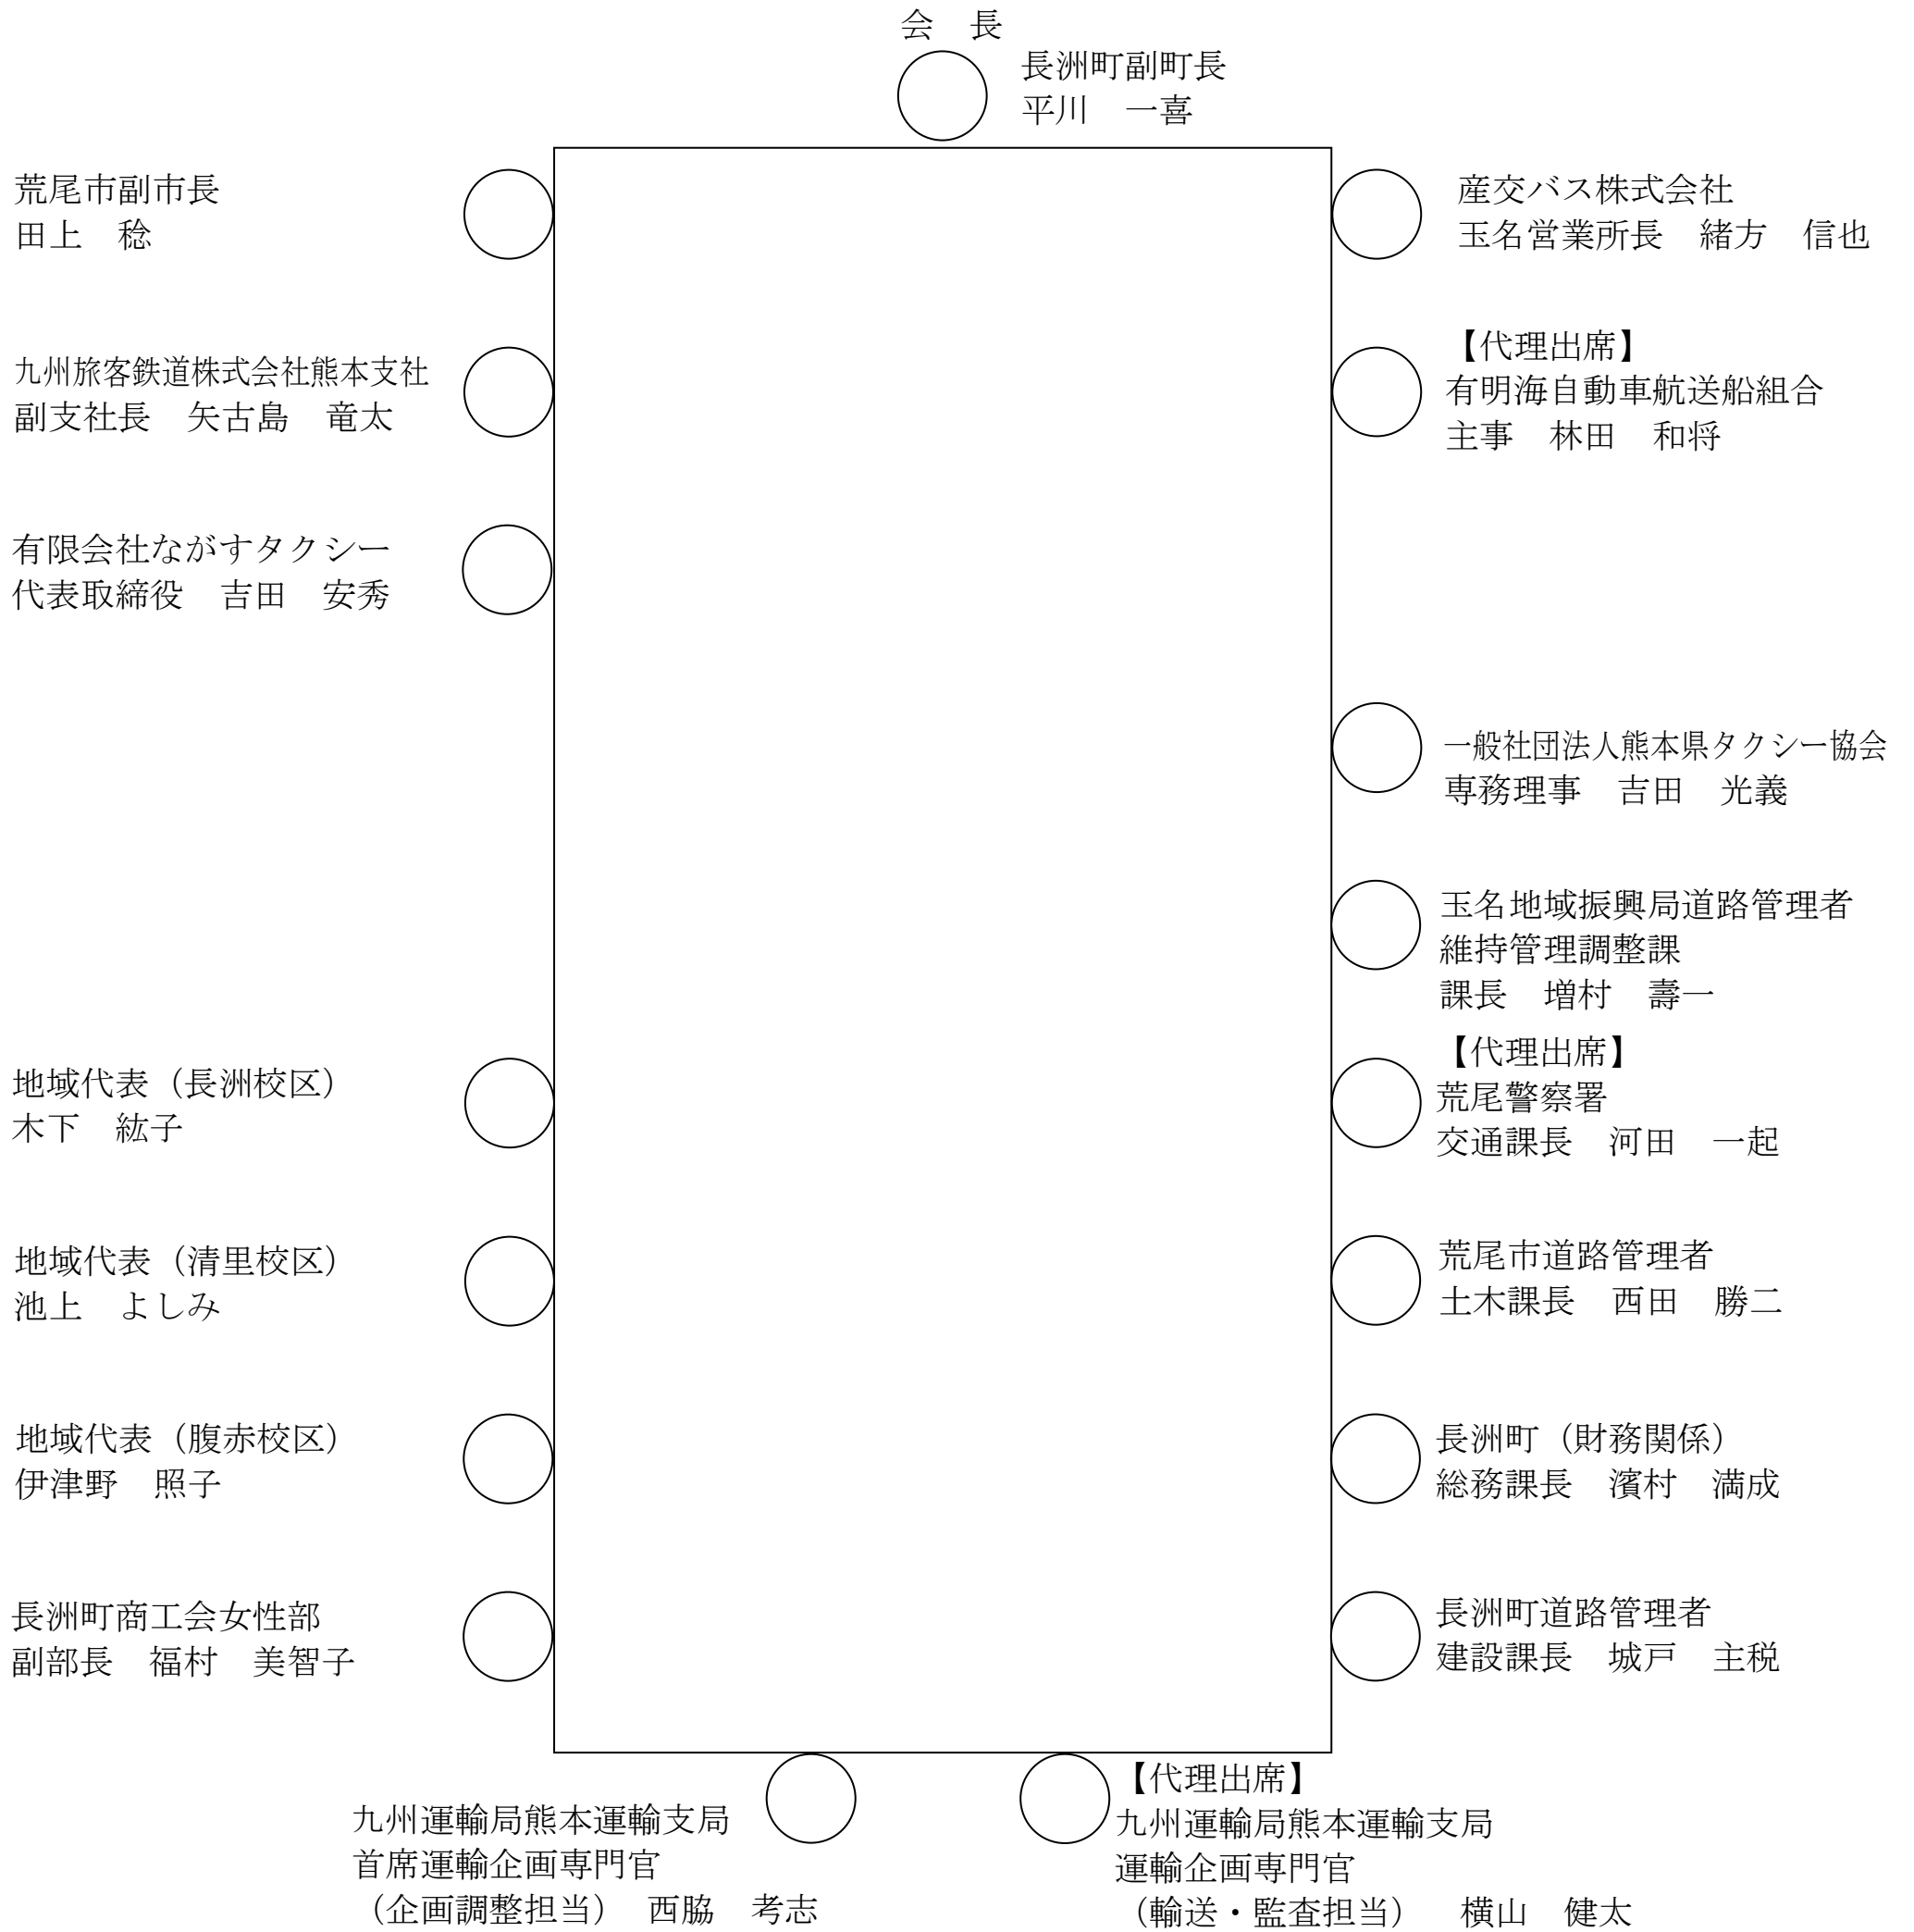 会　長
長洲町副町長
平川　一喜
荒尾市副市長
田上　稔
九州旅客鉄道株式会社熊本支社
副支社長　矢古島　竜太
有限会社ながすタクシー
代表取締役　吉田　安秀
地域代表（長洲校区）
木下　紘子
地域代表（清里校区）
池上　よしみ
地域代表（腹赤校区）
伊津野　照子
長洲町商工会女性部
副部長　福村　美智子
産交バス株式会社
玉名営業所長　緒方　信也
【代理出席】
有明海自動車航送船組合
主事　林田　和将
一般社団法人熊本県タクシー協会
専務理事　吉田　光義
玉名地域振興局道路管理者
維持管理調整課
課長　増村　壽一
【代理出席】
荒尾警察署
交通課長　河田　一起
荒尾市道路管理者
土木課長　西田　勝二
長洲町（財務関係）
総務課長　濱村　満成
長洲町道路管理者
建設課長　城戸　主税
九州運輸局熊本運輸支局
首席運輸企画専門官
（企画調整担当）　西脇　考志
【代理出席】
九州運輸局熊本運輸支局
運輸企画専門官
（輸送・監査担当）　横山　健太